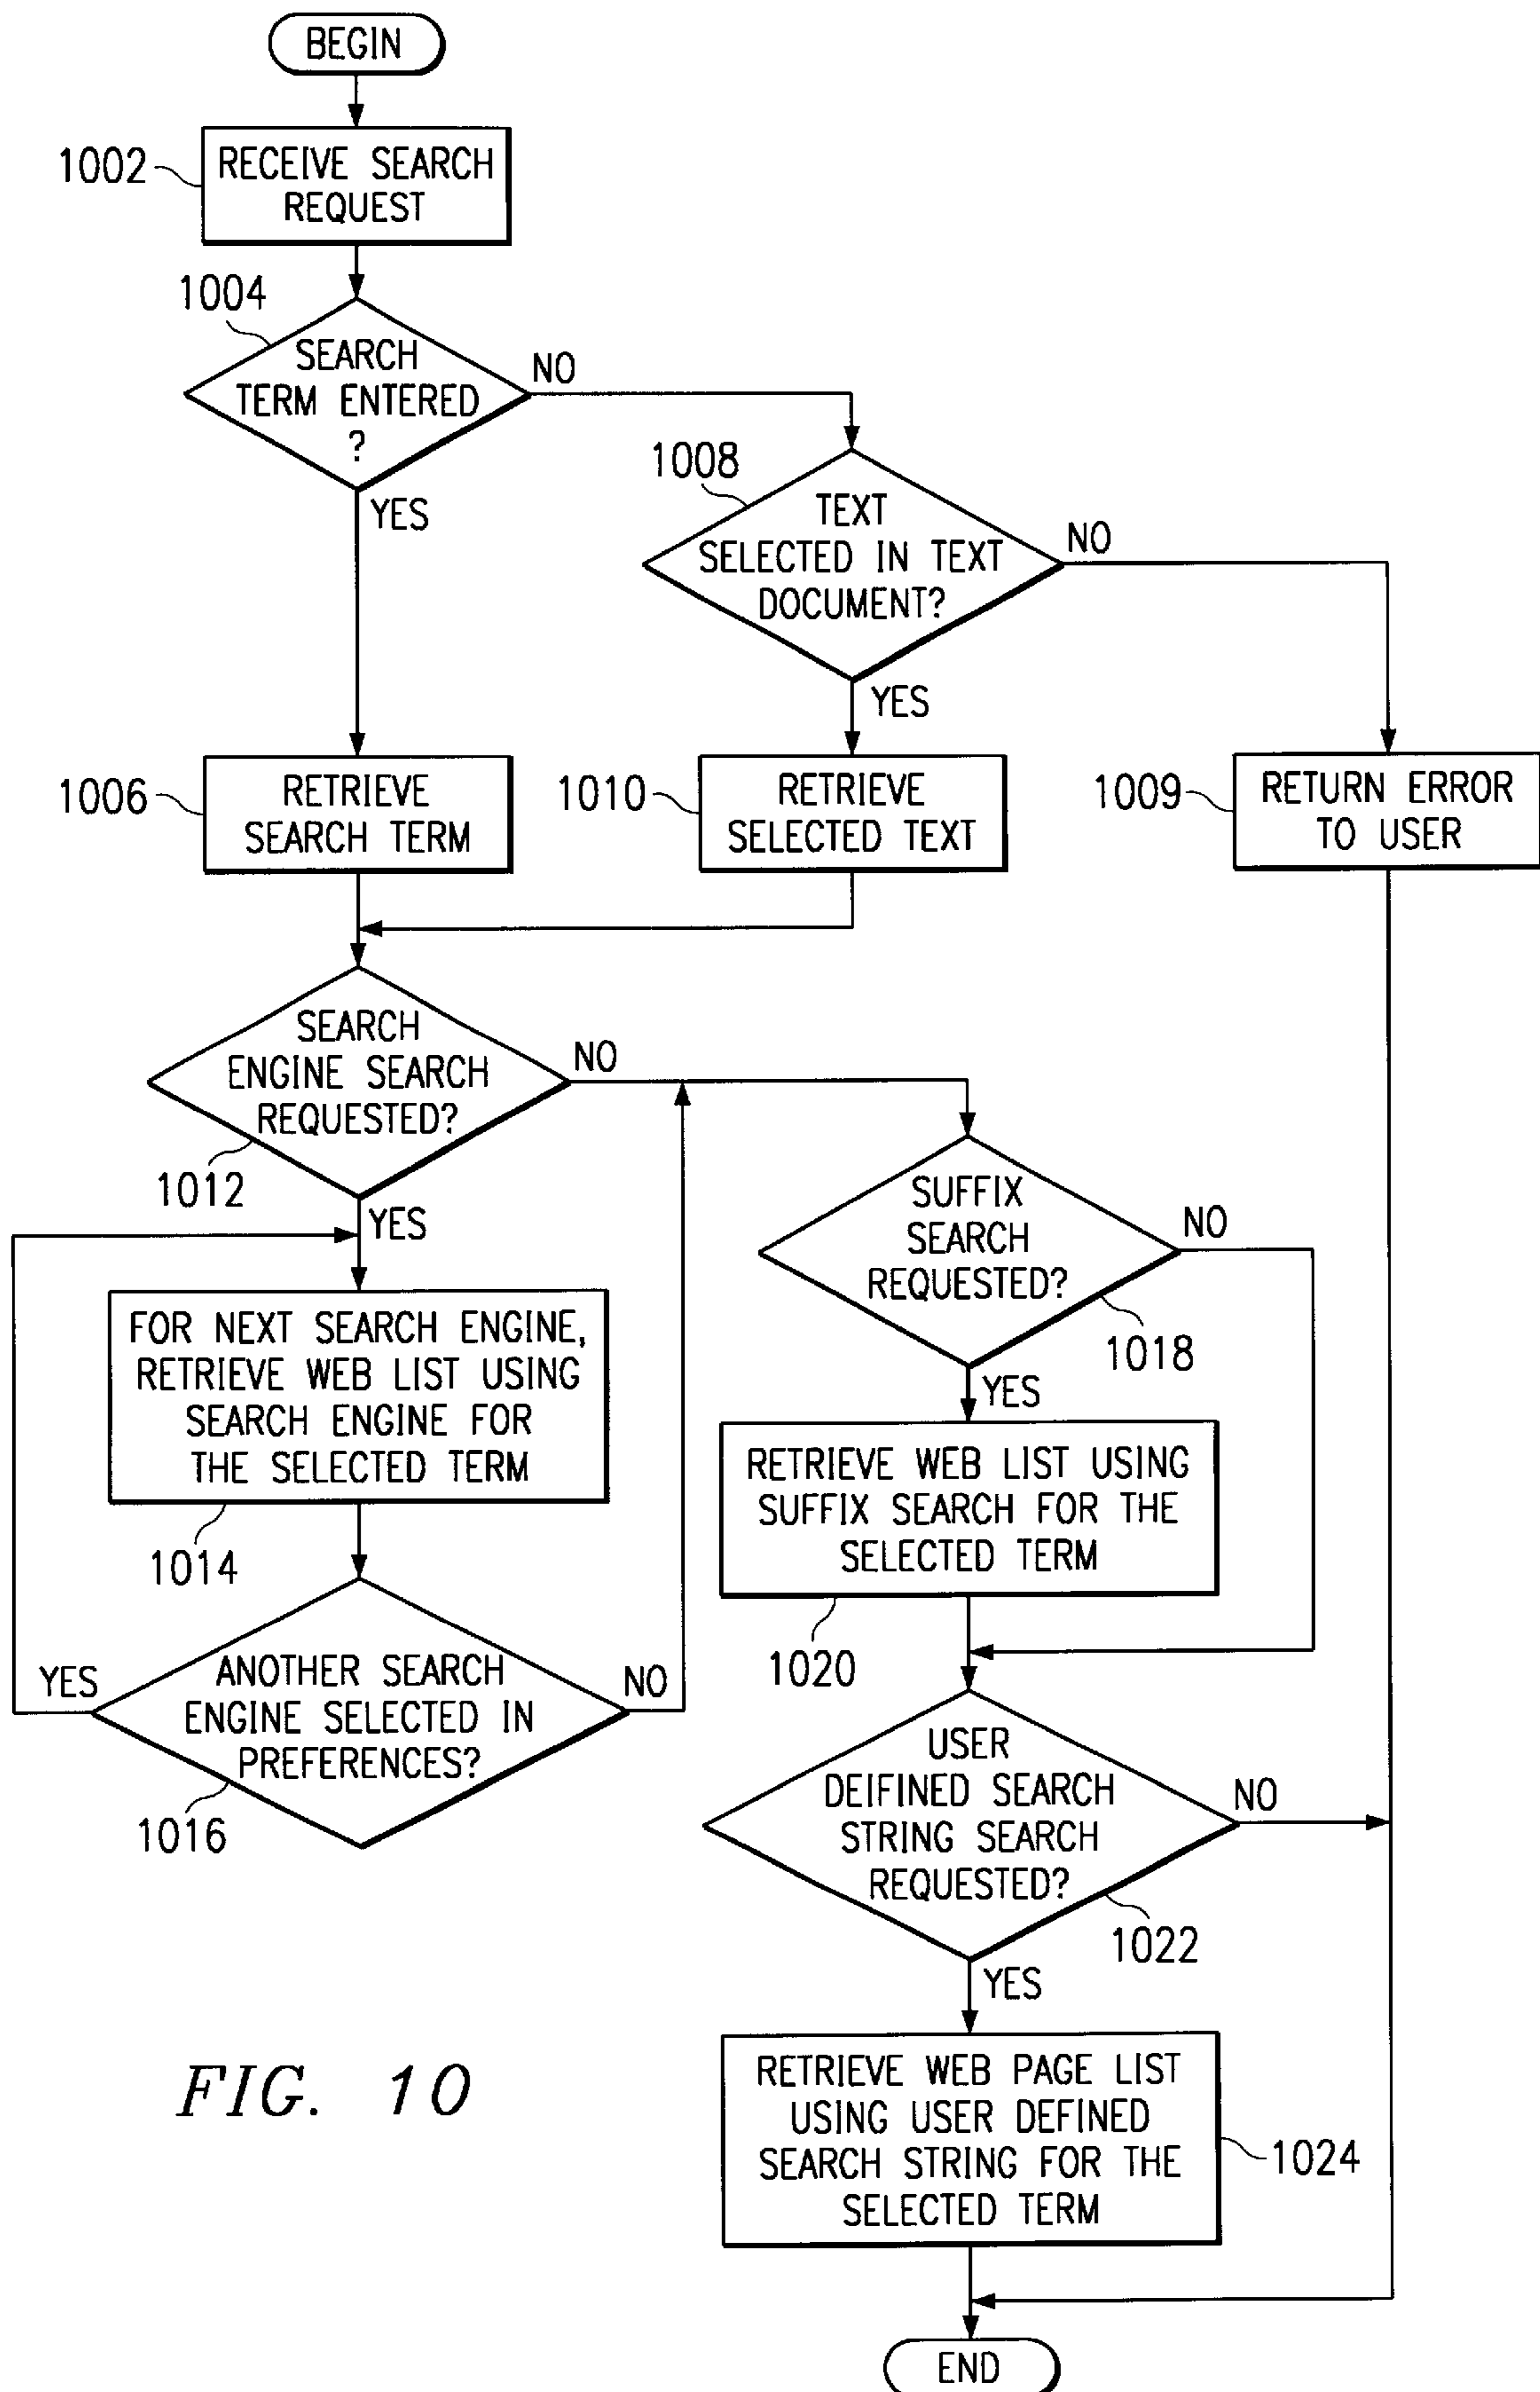 BEGIN
1002
RECEIVE SEARCH
REQUEST
1004
SEARCH
TERM ENTERED
?
NO
YES
1008
TEXT
SELECTED IN TEXT
DOCUMENT?
NO
YES
1006
RETRIEVE
SEARCH TERM
1010
RETRIEVE
SELECTED TEXT
1009
RETURN ERROR
TO USER
SEARCH
ENGINE SEARCH
REQUESTED?
NO
1012
YES
FOR NEXT SEARCH ENGINE,
RETRIEVE WEB LIST USING
SEARCH ENGINE FOR
THE SELECTED TERM
1014
YES
ANOTHER SEARCH
ENGINE SELECTED IN
PREFERENCES?
NO
1016
SUFFIX
SEARCH
REQUESTED?
NO
1018
YES
RETRIEVE WEB LIST USING
SUFFIX SEARCH FOR THE
SELECTED TERM
1020
USER
DEIFINED SEARCH
STRING SEARCH
REQUESTED?
NO
1022
YES
RETRIEVE WEB PAGE LIST
USING USER DEFINED
SEARCH STRING FOR THE
SELECTED TERM
1024
END
FIG. 10